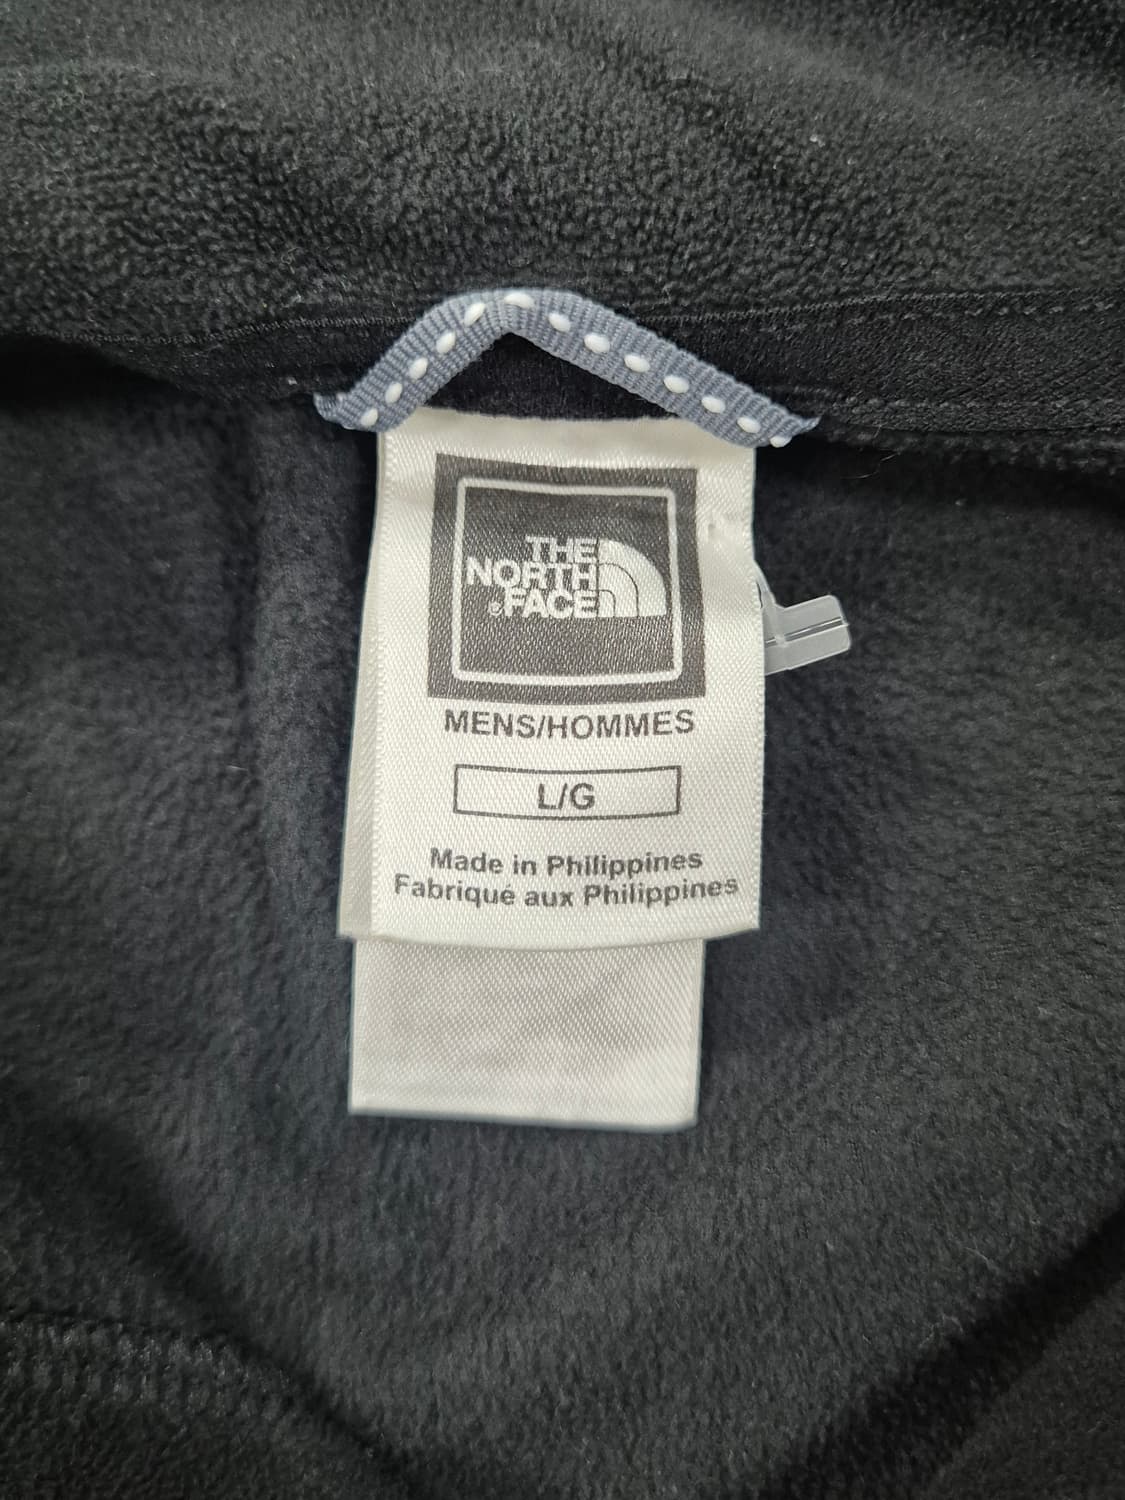 THE
NORTH
®FACE
MENS/HOMMES
L/G
Made in Philippines
Fabriqué aux Philippines